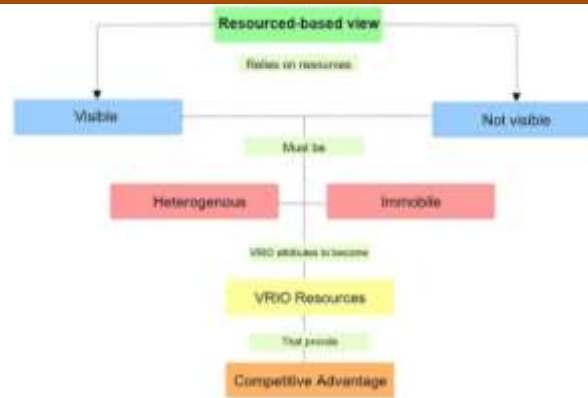 Resourced-based view
Relies on resources
Visible
Not visible
Must be
Heterogenous
Immobile
VRIO attributes to become
VRIO Resources
That provide
Competitive Advantage